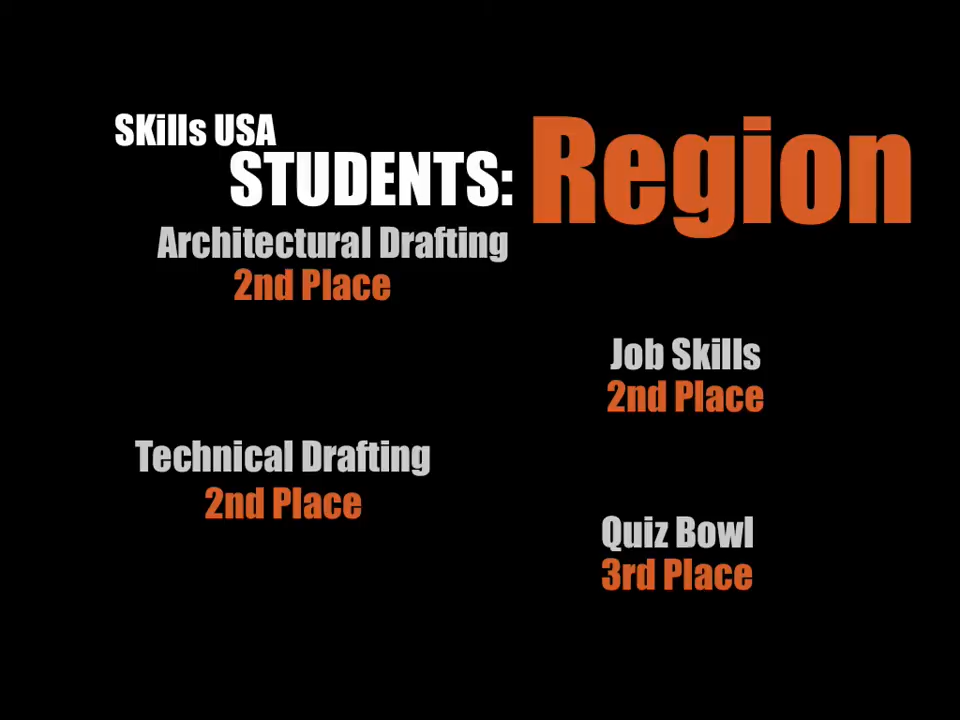 SKills USA
STUDENTS:
Region
Architectural Drafting
2nd Place
Job Skills
2nd Place
Technical Drafting
2nd Place
Quiz Bowl
3rd Place